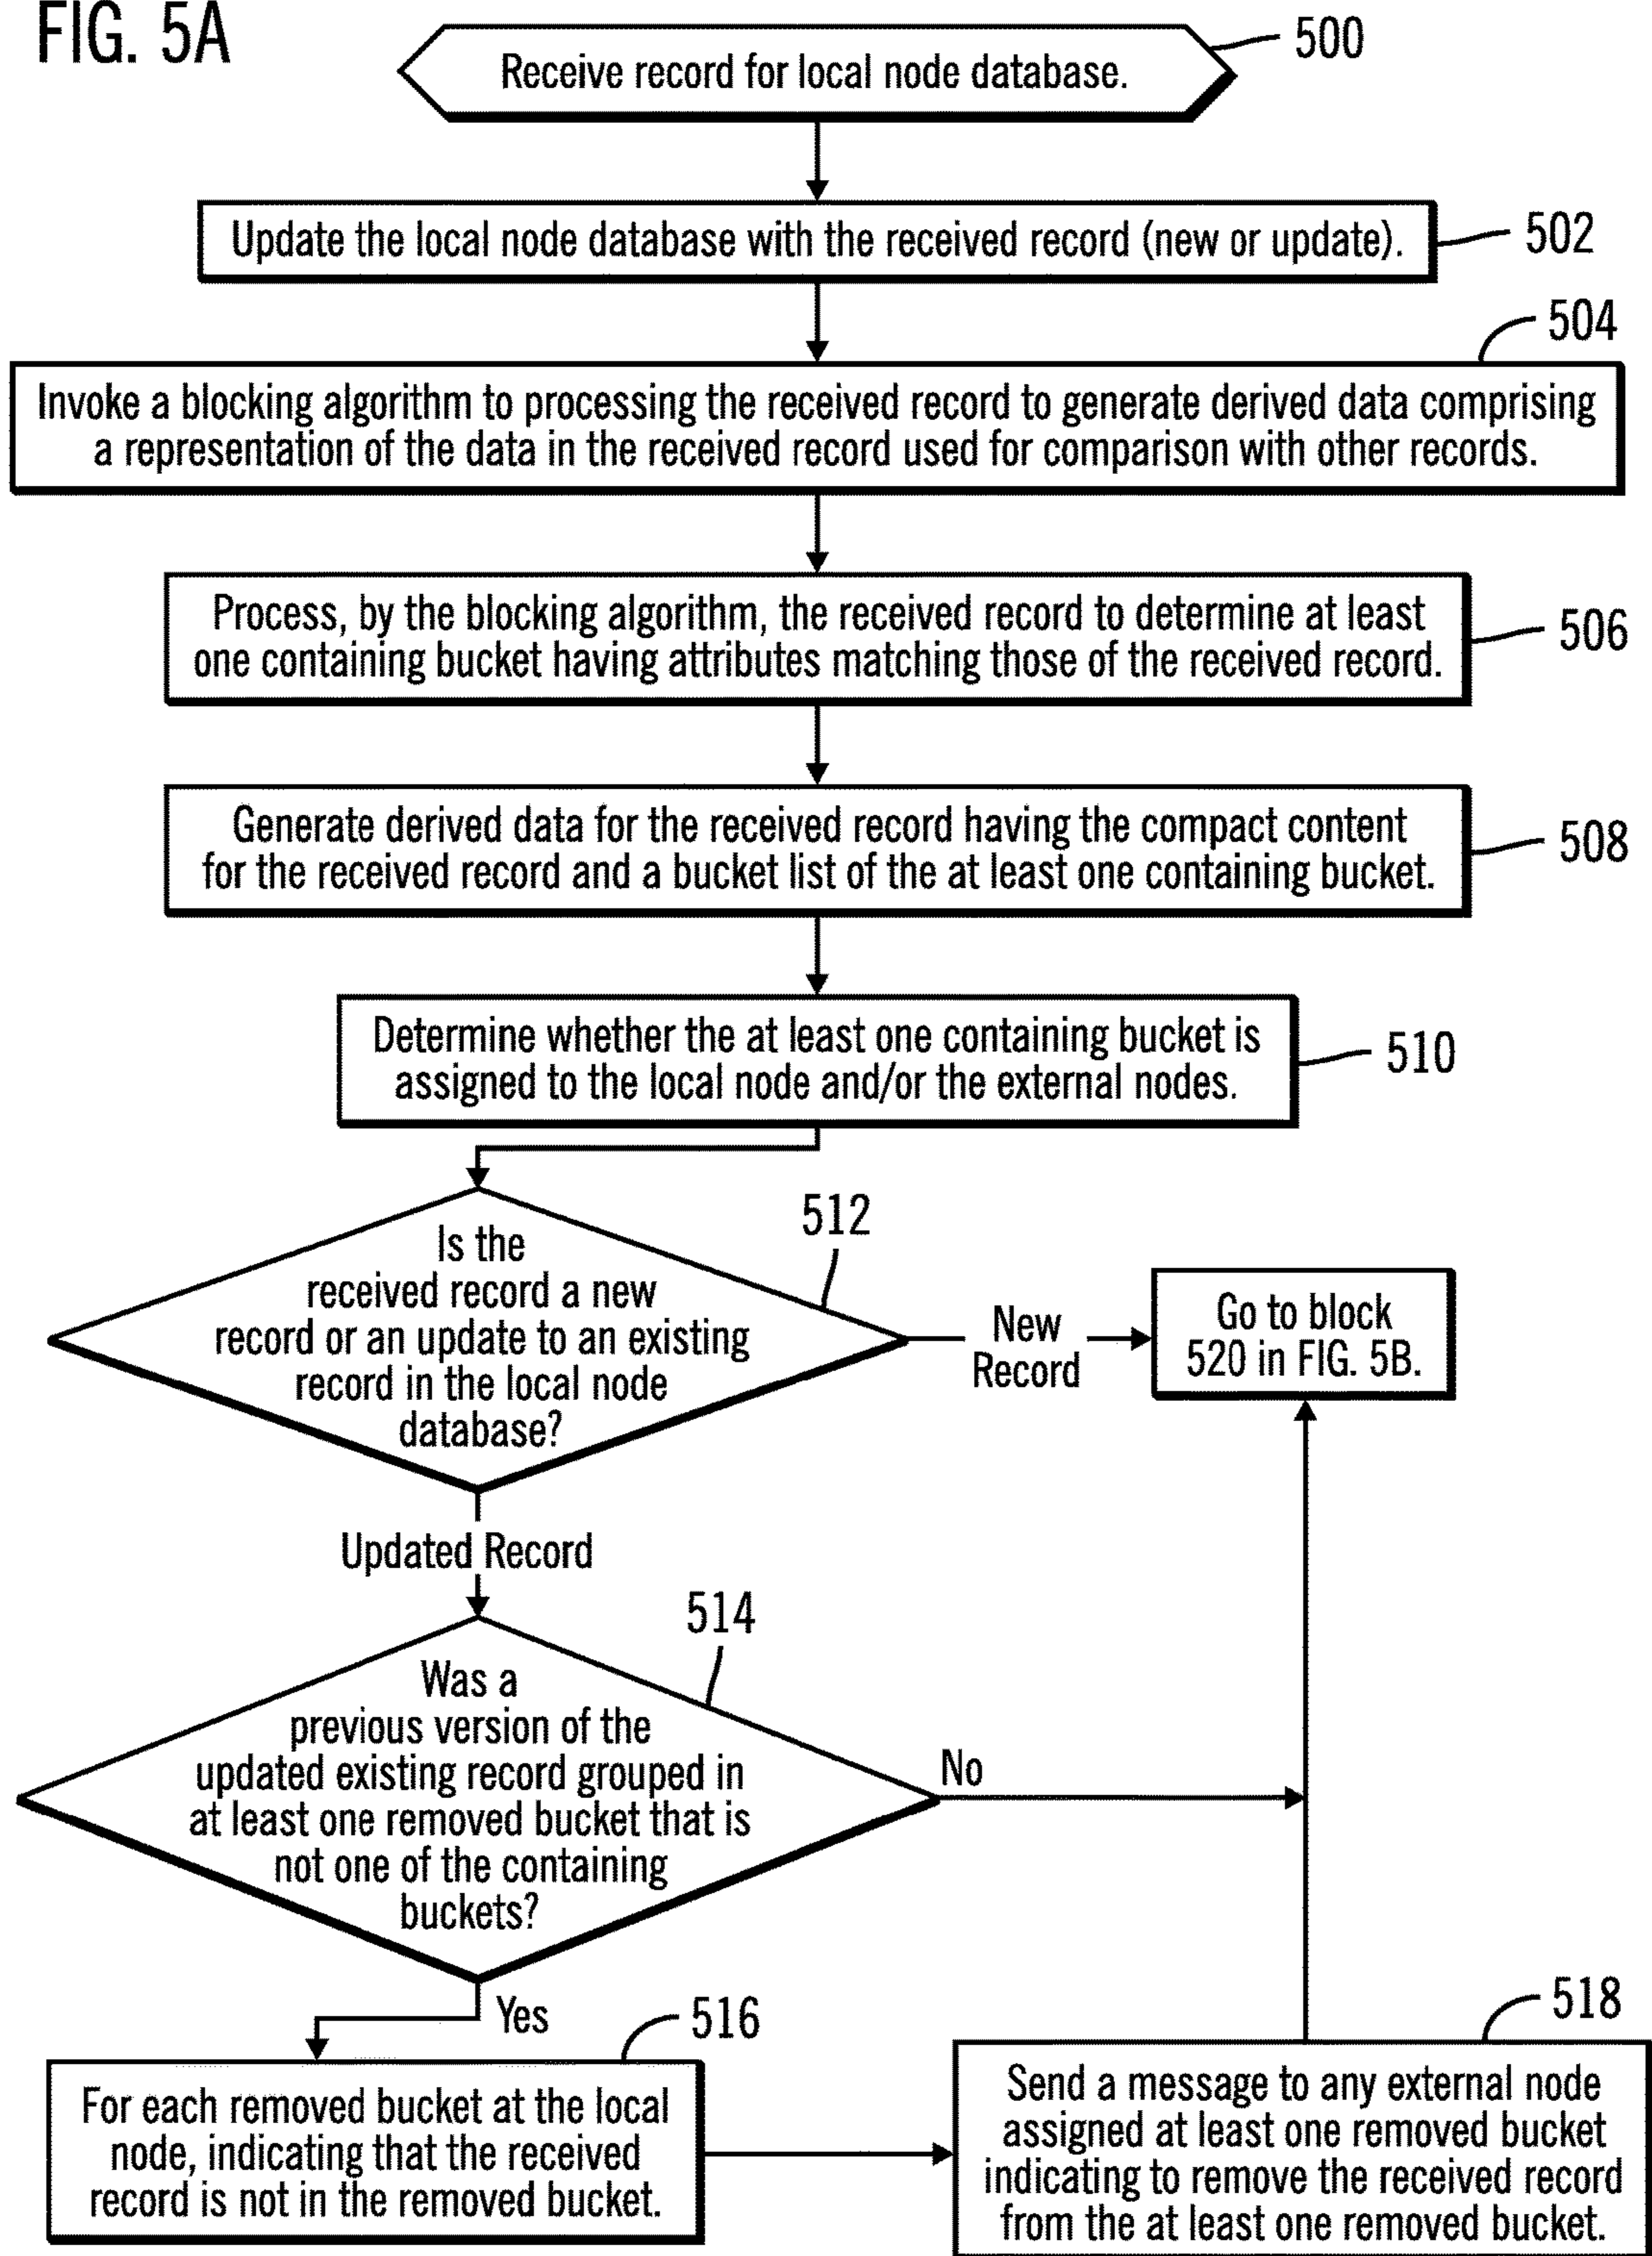 FIG. 5A
500
Receive record for local node database.
Update the local node database with the received record (new or update).
502
504
Invoke a blocking algorithm to processing the received record to generate derived data comprising
a representation of the data in the received record used for comparison with other records.
Process, by the blocking algorithm, the received record to determine at least
one containing bucket having attributes matching those of the received record.
506
Generate derived data for the received record having the compact content
for the received record and a bucket list of the at least one containing bucket.
508
Determine whether the at least one containing bucket is
assigned to the local node and/or the external nodes.
510
512
Is the
received record a new
record or an update to an existing
record in the local node
database?
New
Record
Go to block
520 in FIG. 5B.
Updated Record
514
Was a
previous version of the
updated existing record grouped in
at least one removed bucket that is
not one of the containing
buckets?
No
Yes
516
For each removed bucket at the local
node, indicating that the received
record is not in the removed bucket.
518
Send a message to any external node
assigned at least one removed bucket
indicating to remove the received record
from the at least one removed bucket.